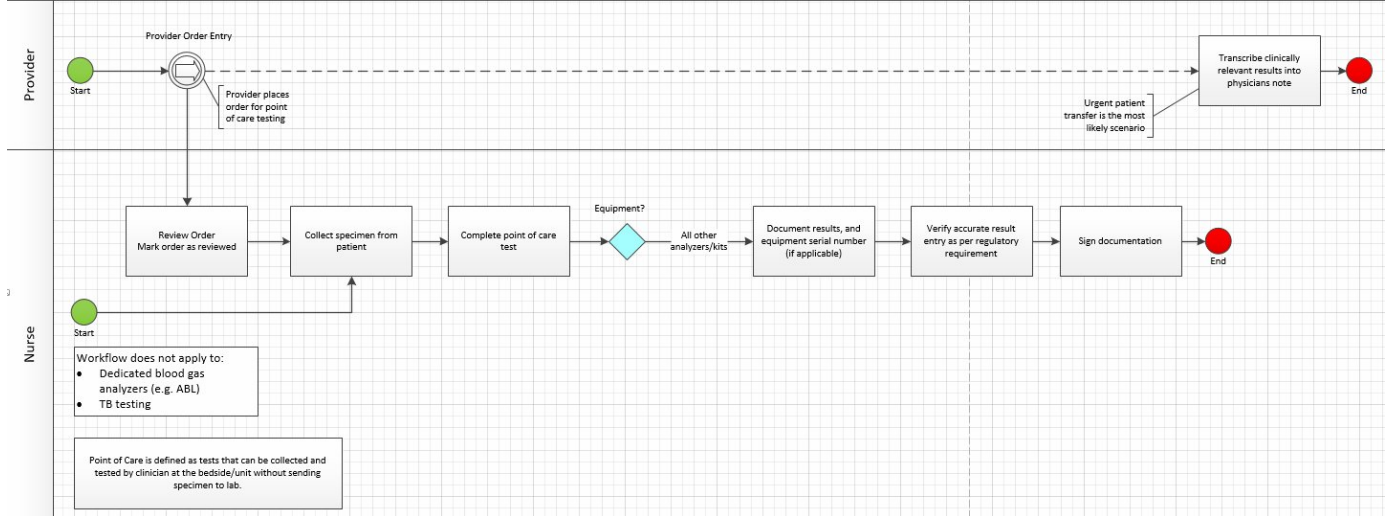 Provider
Provider Order Entry
Start
Provider places
order for point
of care testing
Urgent patient
transfer is the most
likely scenario
Transcribe clinically
relevant results into
physicians note
End
Nurse
Review Order
Mark order as reviewed
Collect specimen from
patient
Complete point of care
test
Equipment?
All other
analyzers/kits
Document results, and
equipment serial number
(if applicable)
Verify accurate result
entry as per regulatory
requirement
Sign documentation
End
Start
Workflow does not apply to:
• Dedicated blood gas
analyzers (e.g. ABL)
• TB testing
Point of Care is defined as tests that can be collected and
tested by clinician at the bedside/unit without sending
specimen to lab.